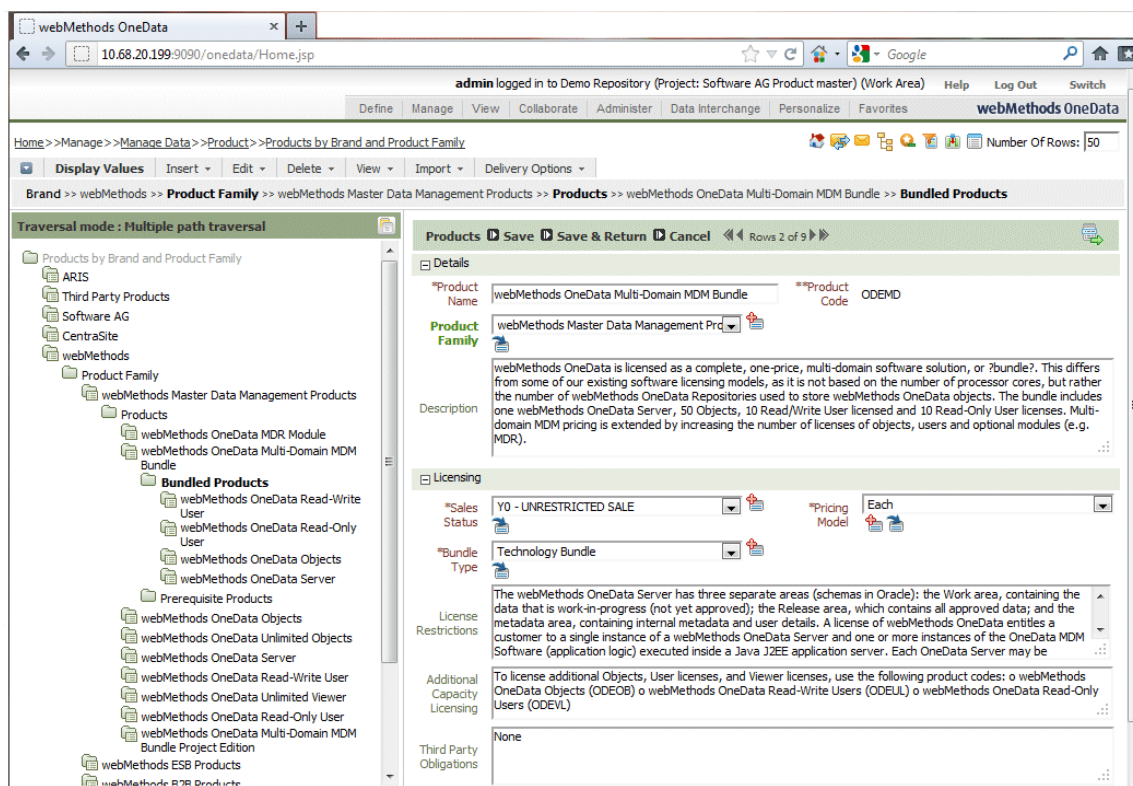 webMethods OneData
10.68.20.199:9090/onedata/Home.jsp
Google
admin logged in to Demo Repository (Project: Software AG Product master) (Work Area) Help Log Out Switch
Define Manage View Collaborate Administer Data Interchange Personalize Favorites webMethods OneData
Home>>Manage>>Manage Data>>Product>>Products by Brand and Product Family Number Of Rows: 50
Display Values Insert Edit Delete View Import Delivery Options
Brand >> webMethods >> Product Family >> webMethods Master Data Management Products >> Products >> webMethods OneData Multi-Domain MDM Bundle >> Bundled Products
Traversal mode : Multiple path traversal
Products by Brand and Product Family
ARIS
Third Party Products
Software AG
CentraSite
webMethods
Product Family
webMethods Master Data Management Products
Products
webMethods OneData MDR Module
webMethods OneData Multi-Domain MDM
Bundle
Bundled Products
webMethods OneData Read-Write
User
webMethods OneData Read-Only
User
webMethods OneData Objects
webMethods OneData Server
Prerequisite Products
webMethods OneData Objects
webMethods OneData Unlimited Objects
webMethods OneData Server
webMethods OneData Read-Write User
webMethods OneData Unlimited Viewer
webMethods OneData Read-Only User
webMethods OneData Multi-Domain MDM
Bundle Project Edition
webMethods ESB Products
webMethods B2B Products
Products Save Save & Return Cancel Rows 2 of 9
Details
*Product
Name
webMethods OneData Multi-Domain MDM Bundle
**Product
Code
ODEMD
Product
Family
webMethods Master Data Management Prc
Description
webMethods OneData is licensed as a complete, one-price, multi-domain software solution, or ?bundle?. This differs
from some of our existing software licensing models, as it is not based on the number of processor cores, but rather
the number of webMethods OneData Repositories used to store webMethods OneData objects. The bundle includes
one webMethods OneData Server, 50 Objects, 10 Read/Write User licensed and 10 Read-Only User licenses. Multi-
domain MDM pricing is extended by increasing the number of licenses of objects, users and optional modules (e.g.
MDR).
Licensing
*Sales
Status
Y0 - UNRESTRICTED SALE
*Pricing
Model
Each
*Bundle
Type
Technology Bundle
License
Restrictions
The webMethods OneData Server has three separate areas (schemas in Oracle): the Work area, containing the
data that is work-in-progress (not yet approved); the Release area, which contains all approved data; and the
metadata area, containing internal metadata and user details. A license of webMethods OneData entitles a
customer to a single instance of a webMethods OneData Server and one or more instances of the OneData MDM
Software (application logic) executed inside a Java J2EE application server. Each OneData Server may be
Additional
Capacity
Licensing
To license additional Objects, User licenses, and Viewer licenses, use the following product codes: o webMethods
OneData Objects (ODEOB) o webMethods OneData Read-Write Users (ODEUL) o webMethods OneData Read-Only
Users (ODEVL)
Third Party
Obligations
None